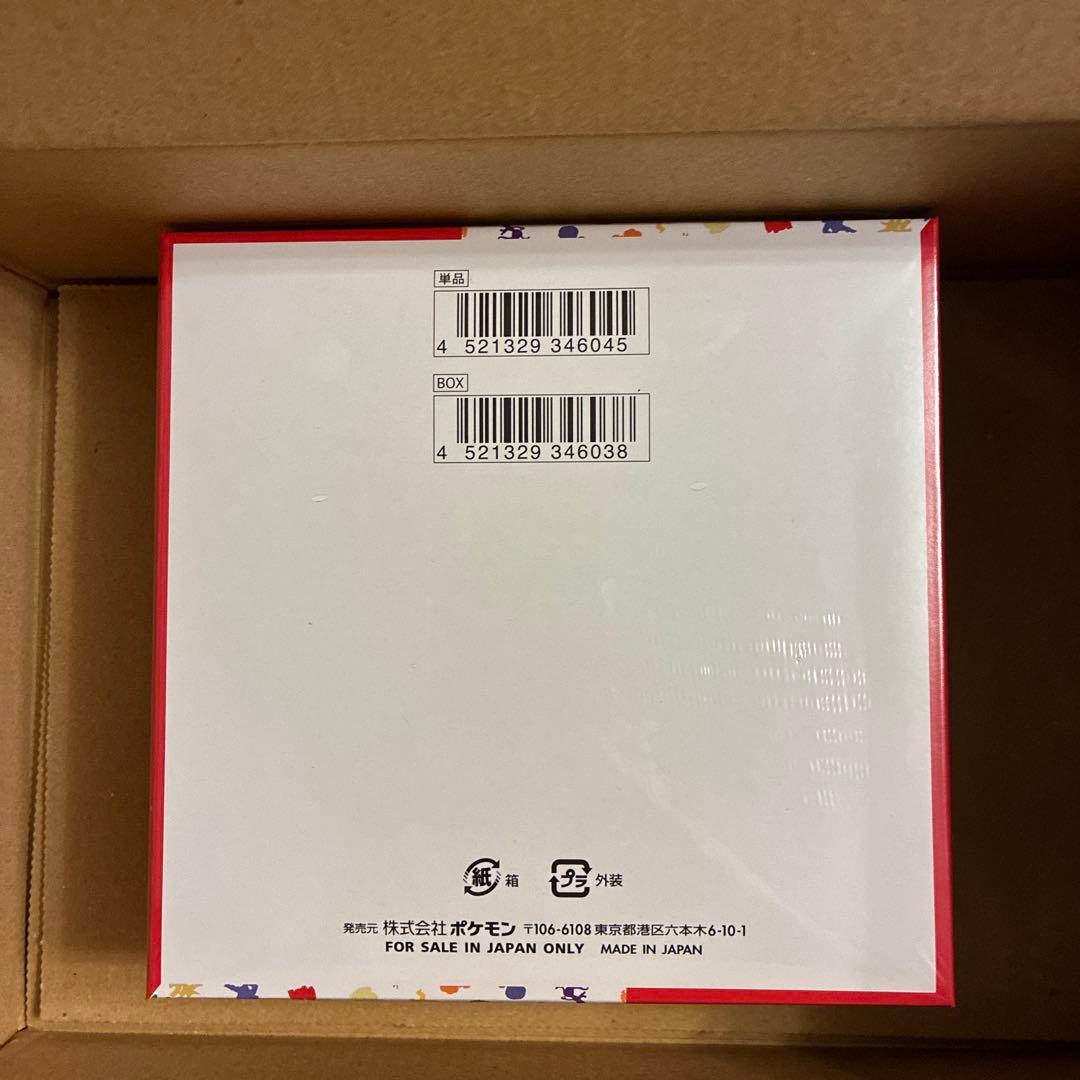 単品
4 521329 346045
BOX
4 521329 346038
紙 箱 プラ 外装
発売元 株式会社 ポケモン 〒106-6108 東京都港区六本木6-10-1
FOR SALE IN JAPAN ONLY MADE IN JAPAN